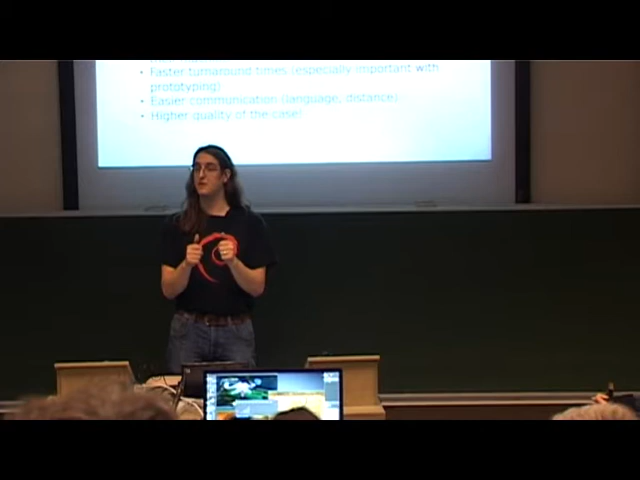 • Faster turnaround times (especially important with
prototyping)
• Easier communication (language, distance)
• Higher quality of the case!